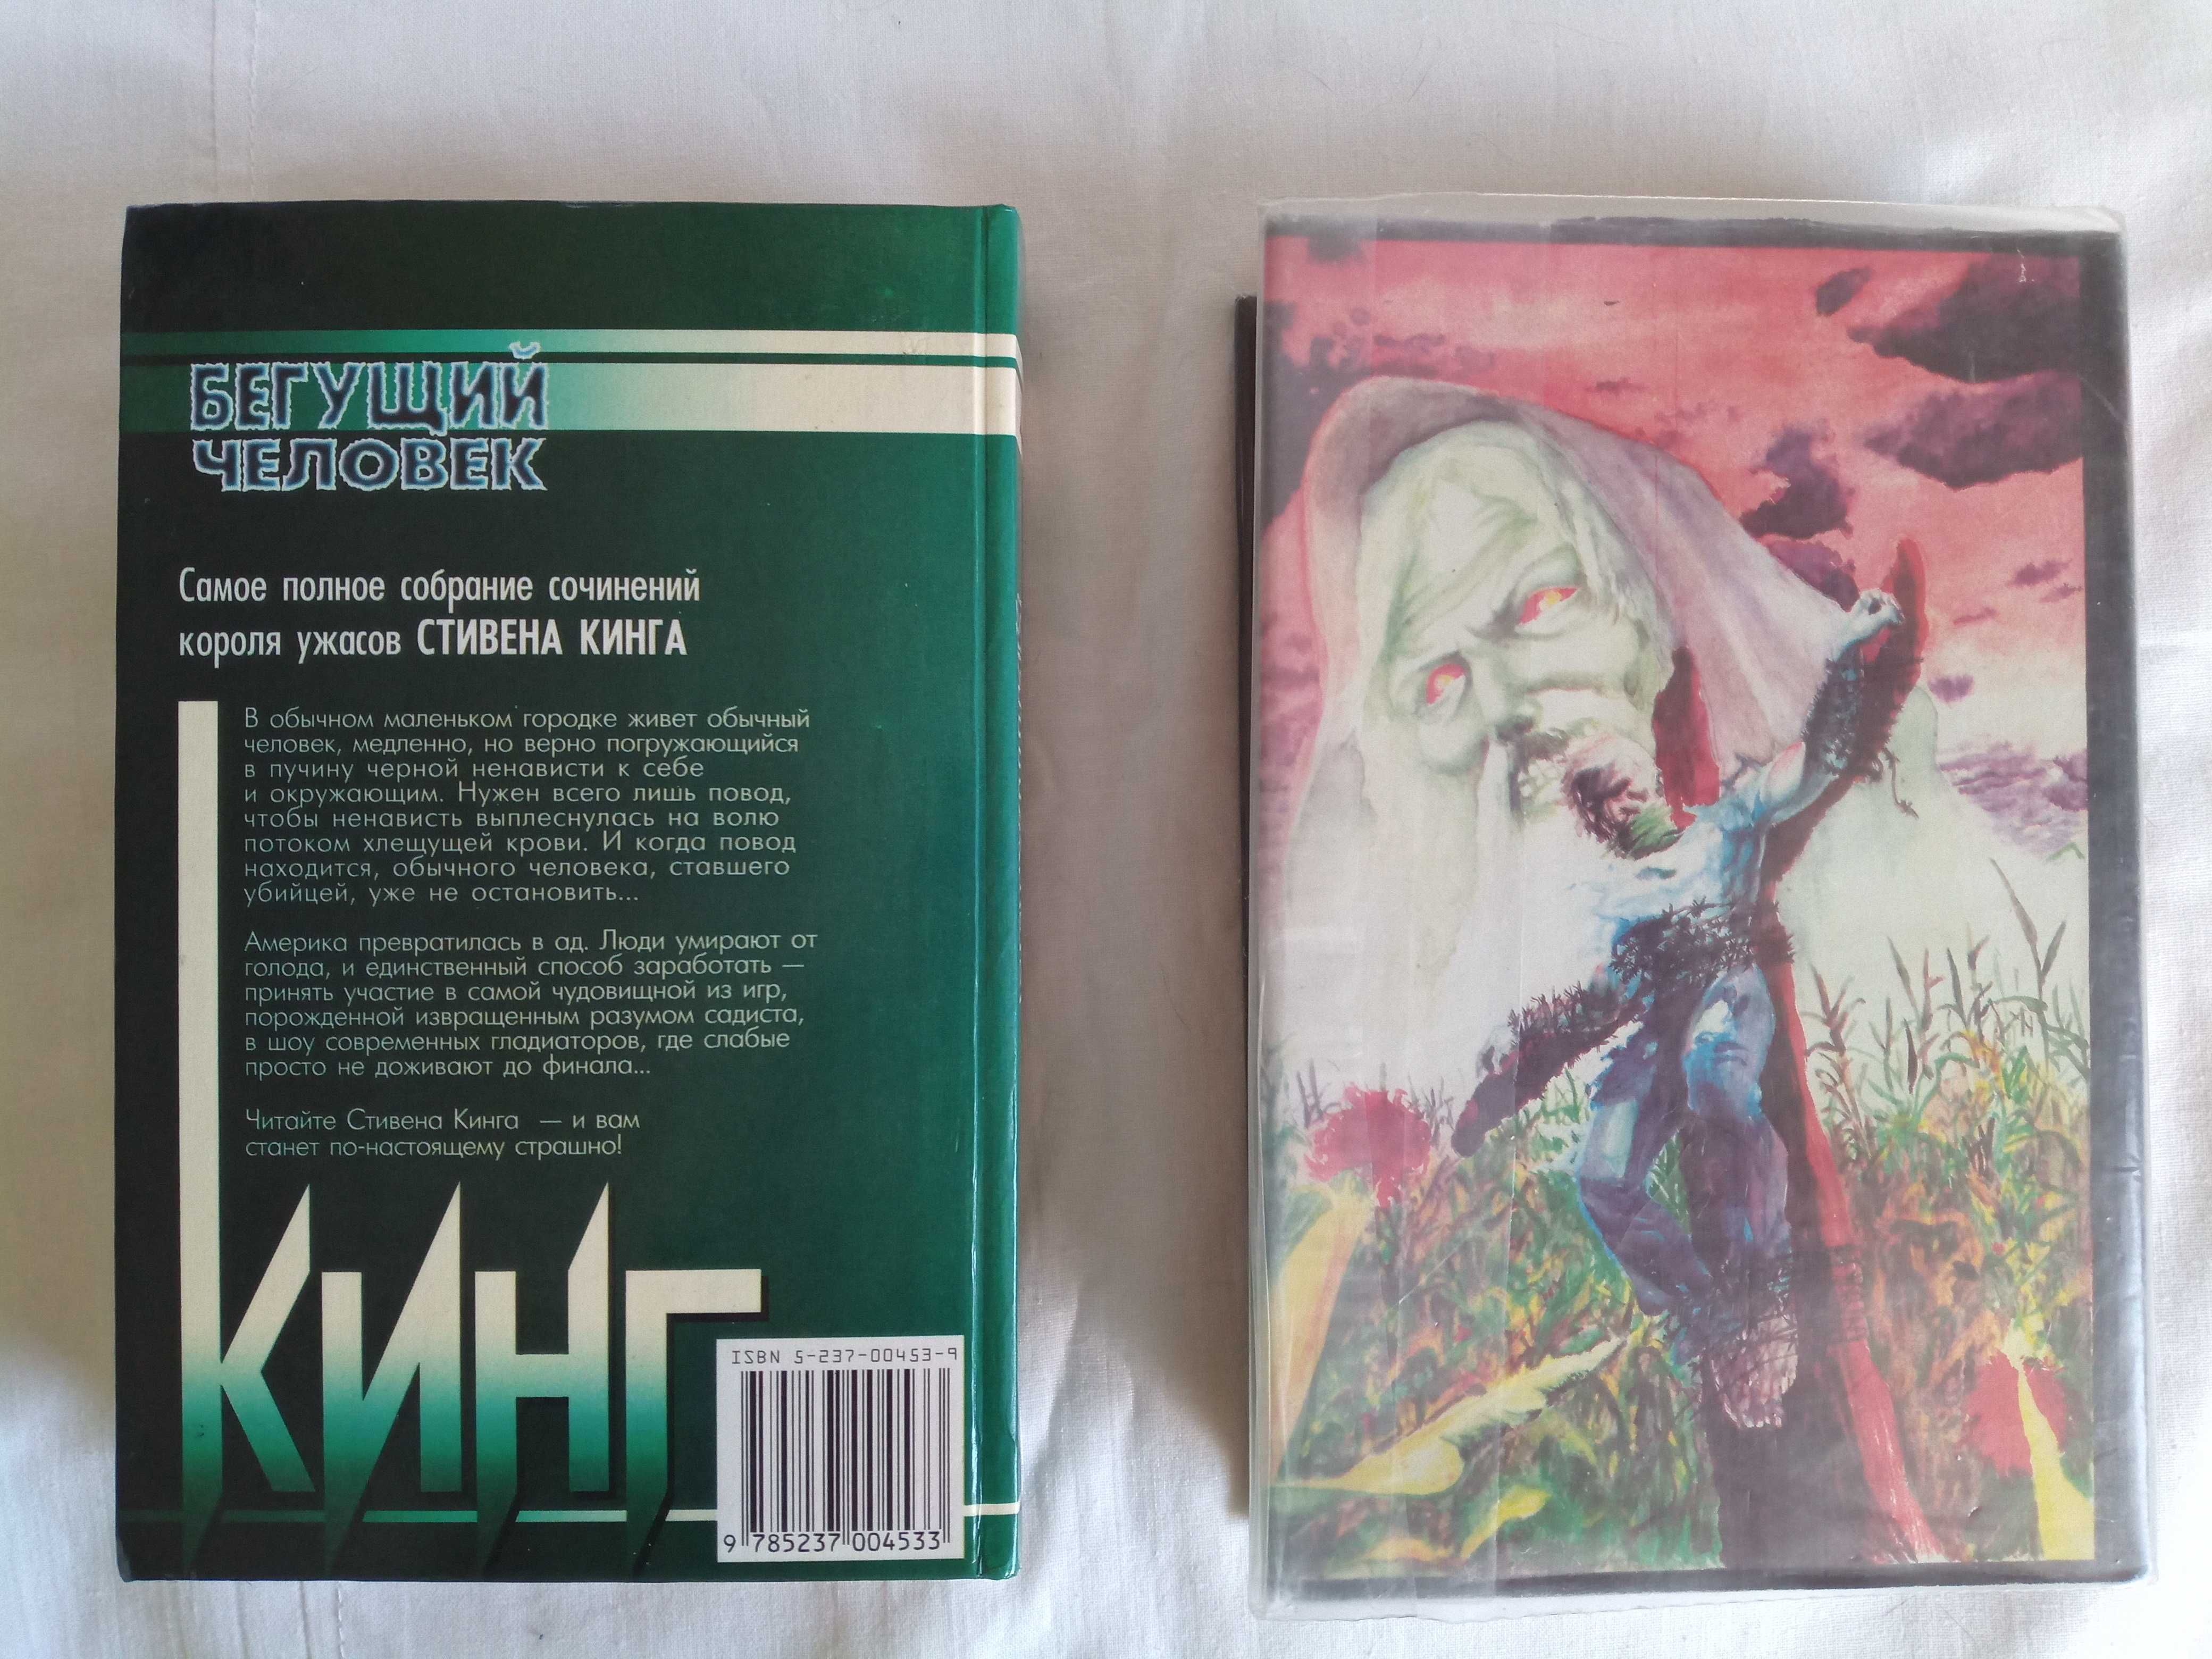 БЕГУЩИЙ
ЧЕЛОВЕК
Самое полное собрание сочинений
короля ужасов СТИВЕНА КИНГА
В обычном маленьком городке живет обычный
человек, медленно, но верно погружающийся
в пучину черной ненависти к себе
и окружающим. Нужен всего лишь повод,
чтобы ненависть выплеснулась на волю
потоком хлещущей крови. И когда повод
находится, обычного человека, ставшего
убийцей, уже не остановить...
Америка превратилась в ад. Люди умирают от
голода, и единственный способ заработать —
принять участие в самой чудовищной из игр,
порожденной извращенным разумом садиста,
в шоу современных гладиаторов, где слабые
просто не доживают до финала...
Читайте Стивена Кинга — и вам
станет по-настоящему страшно!
КИНГ
ISBN 5-237-00453-9
9 785237 004533